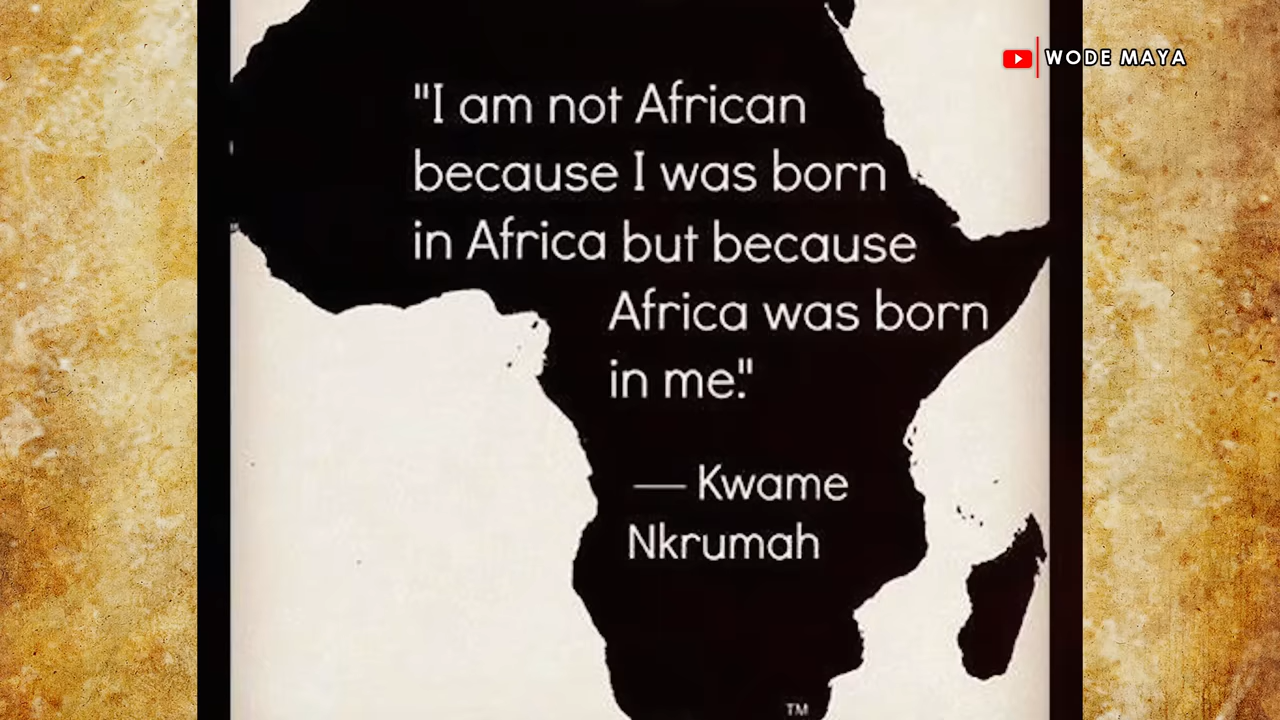 WODE MAYA
"I am not African
because I was born
in Africa but because
Africa was born
in me."
— Kwame
Nkrumah
TM